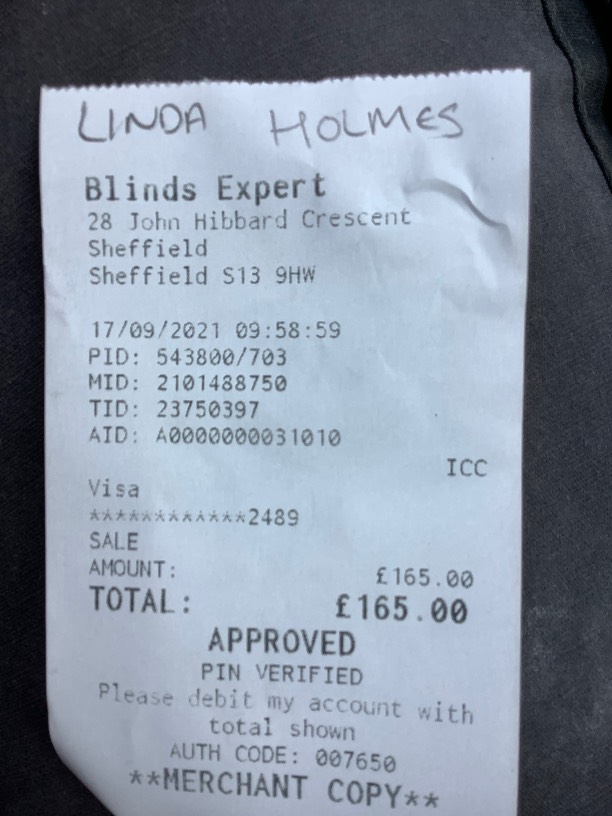 LINDA HOLMES
Blinds Expert
28 John Hibbard Crescent
Sheffield
Sheffield S13 9HW
17/09/2021 09:58:59
PID: 543800/703
MID: 2101488750
TID: 23750397
AID: A0000000031010
ICC
Visa
************2489
SALE
AMOUNT: £165.00
TOTAL: £165.00
APPROVED
PIN VERIFIED
Please debit my account with
total shown
AUTH CODE: 007650
**MERCHANT COPY**